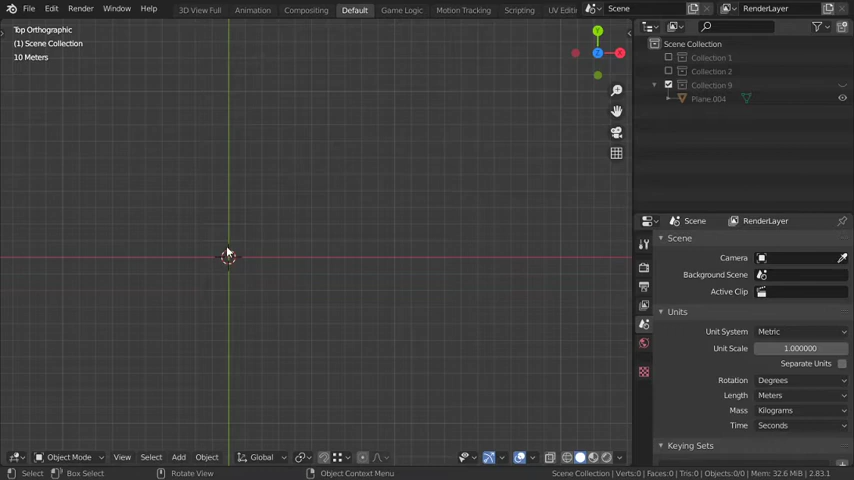 File Edit Render Window Help 3D View Full Animation Compositing Default Game Logic Motion Tracking Scripting UV Editi Scene RenderLayer
Top Orthographic
(1) Scene Collection
10 Meters
Scene Collection
Collection 1
Collection 2
Collection 9
Plane.004
Scene RenderLayer
Scene
Camera
Background Scene
Active Clip
Units
Unit System Metric
Unit Scale 1.000000
Separate Units
Rotation Degrees
Length Meters
Mass Kilograms
Time Seconds
Keying Sets
Object Mode View Select Add Object Global
Select Box Select Rotate View Object Context Menu Scene Collection | Verts:0 | Faces:0 | Tris:0 | Objects:0/0 | Mem: 32.6 MiB | 2.83.1